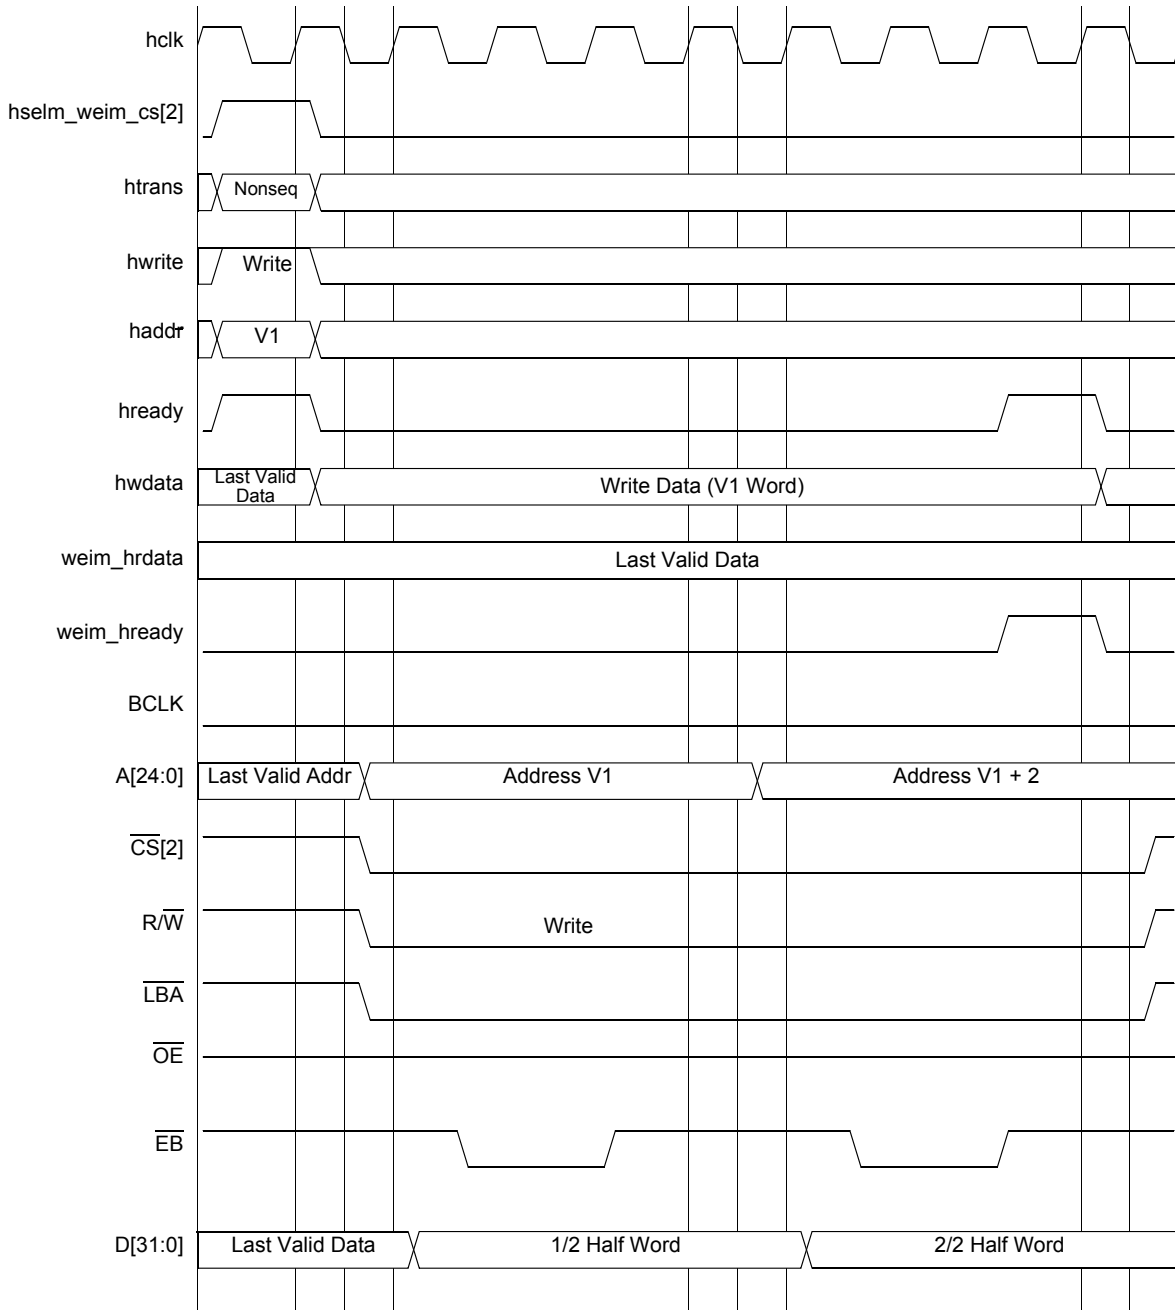 hclk
hselm_weim_cs[2]
htrans Nonseq
hwrite Write
haddr V1
hready
hwdata Last Valid Data Write Data (V1 Word)
weim_hrdata Last Valid Data
weim_hready
BCLK
A[24:0] Last Valid Addr Address V1 Address V1 + 2
CS[2]
R/W Write
LBA
OE
EB
D[31:0] Last Valid Data 1/2 Half Word 2/2 Half Word